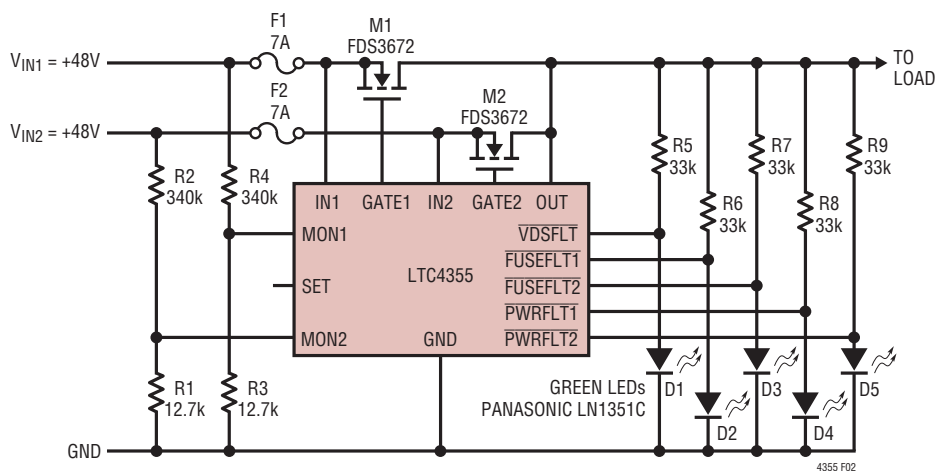 F1
7A
M1
FDS3672
VIN1 = +48V
TO
LOAD
F2
7A
M2
FDS3672
VIN2 = +48V
R2
340k
R4
340k
R5
33k
R7
33k
R9
33k
R6
33k
R8
33k
IN1 GATE1 IN2 GATE2 OUT
MON1
VDSFLT
LTC4355
FUSEFLT1
SET
FUSEFLT2
PWRFLT1
MON2
GND
PWRFLT2
R1
12.7k
R3
12.7k
GREEN LEDs
PANASONIC LN1351C
D1
D2
D3
D4
D5
GND
4355 F02